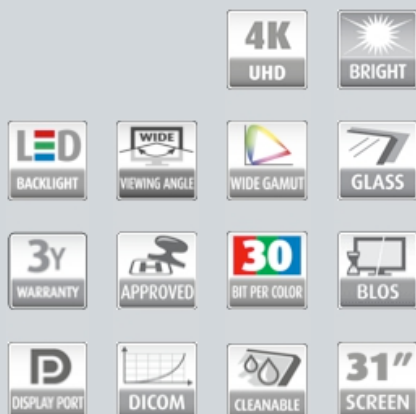 4K
UHD
BRIGHT
LED
BACKLIGHT
WIDE
VIEWING ANGLE
WIDE GAMUT
GLASS
3Y
WARRANTY
APPROVED
30
BIT PER COLOR
BLOS
DISPLAY PORT
DICOM
CLEANABLE
31"
SCREEN